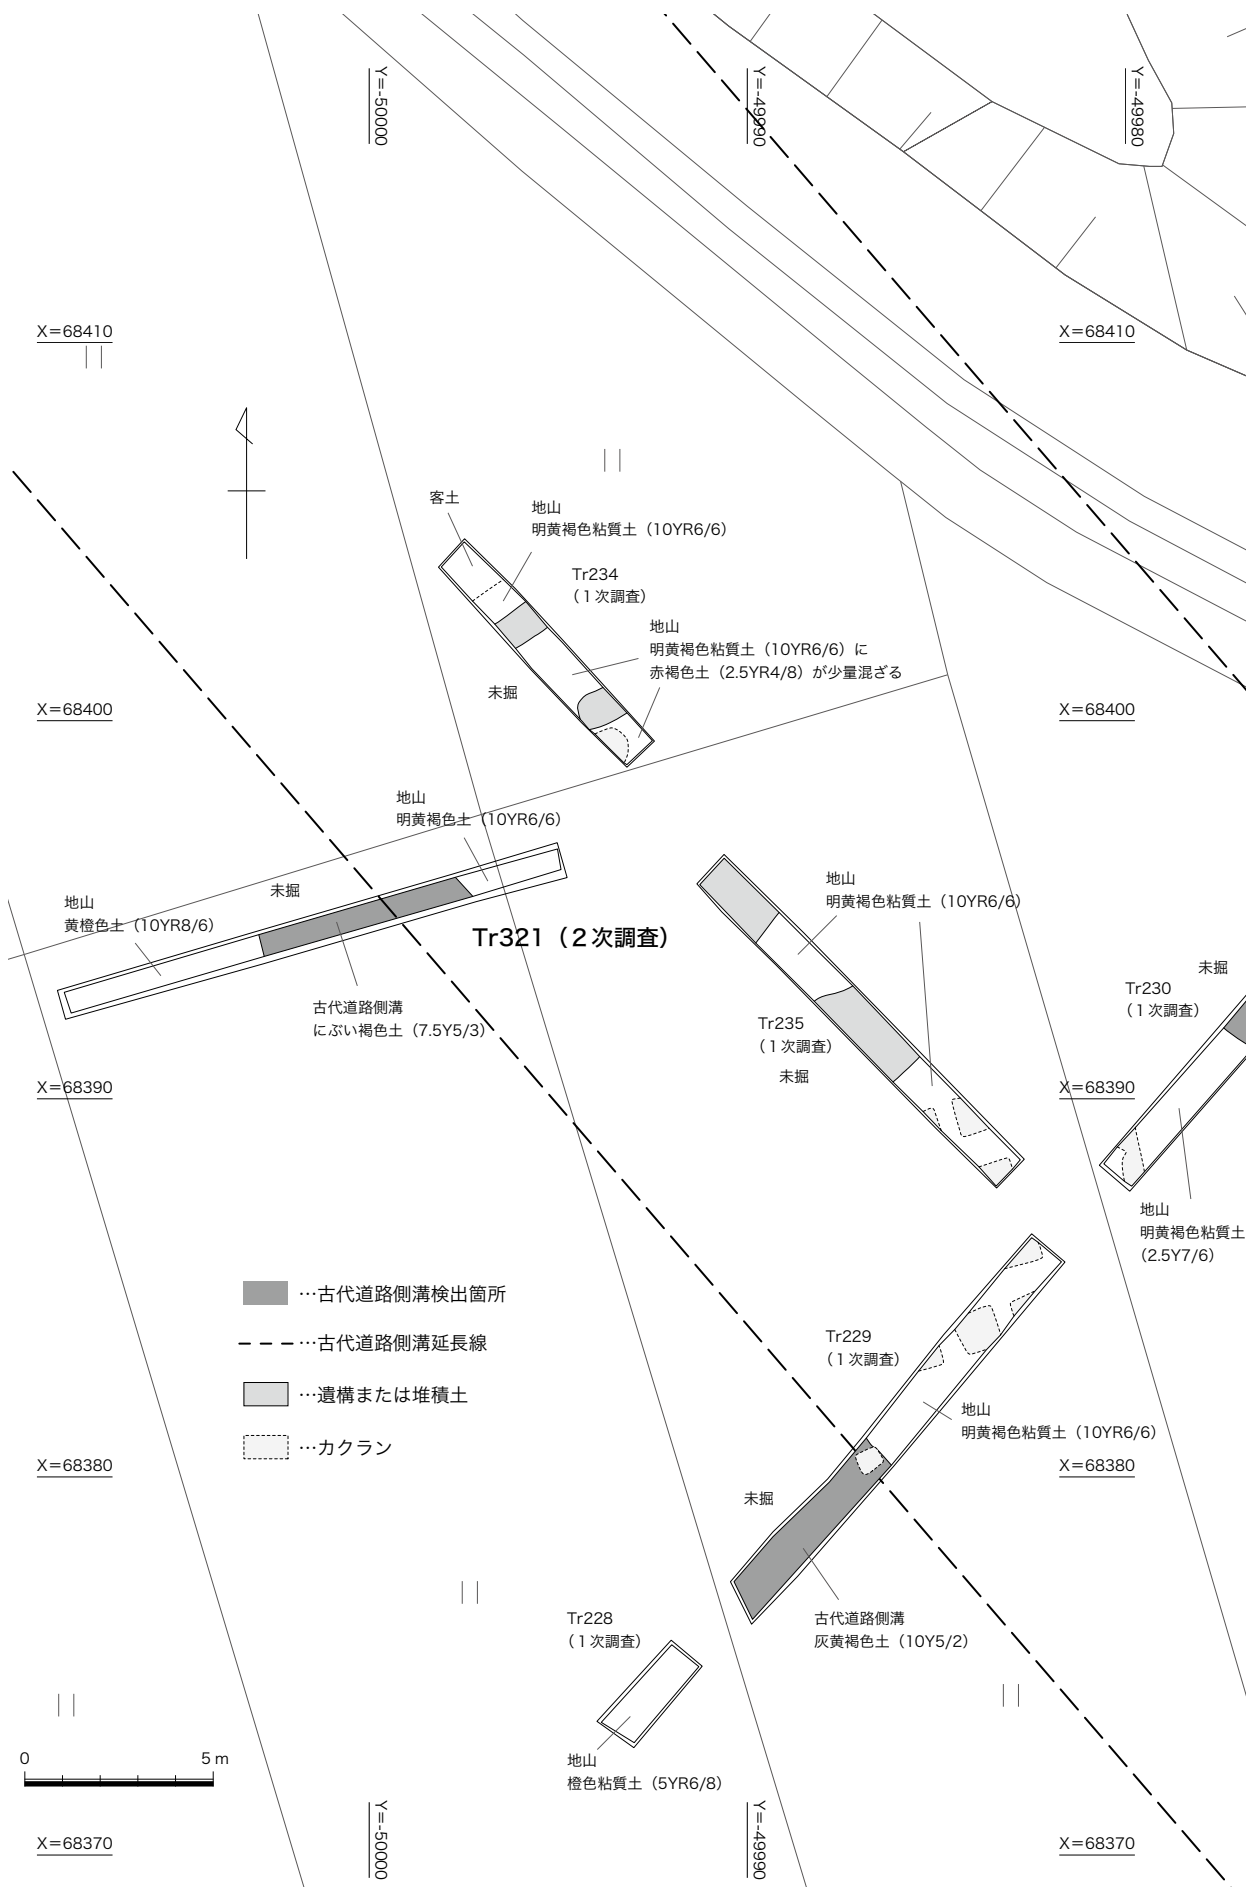 Y=-50000
Y=-49990
Y=-49980
X=68410
X=68410
客土
地山
明黄褐色粘質土（10YR6/6）
Tr234
（１次調査）
地山
明黄褐色粘質土（10YR6/6）に
赤褐色土（2.5YR4/8）が少量混ざる
未掘
X=68400
X=68400
地山
明黄褐色土（10YR6/6）
未掘
地山
黄橙色土（10YR8/6）
Tr321（２次調査）
古代道路側溝
にぶい褐色土（7.5Y5/3）
地山
明黄褐色粘質土（10YR6/6）
未掘
Tr230
（１次調査）
Tr235
（１次調査）
未掘
X=68390
X=68390
地山
明黄褐色粘質土
（2.5Y7/6）
…古代道路側溝検出箇所
…古代道路側溝延長線
…遺構または堆積土
…カクラン
Tr229
（１次調査）
地山
明黄褐色粘質土（10YR6/6）
X=68380
X=68380
未掘
古代道路側溝
灰黄褐色土（10Y5/2）
Tr228
（１次調査）
地山
橙色粘質土（5YR6/8）
0
5 m
Y=-50000
Y=-49990
X=68370
X=68370